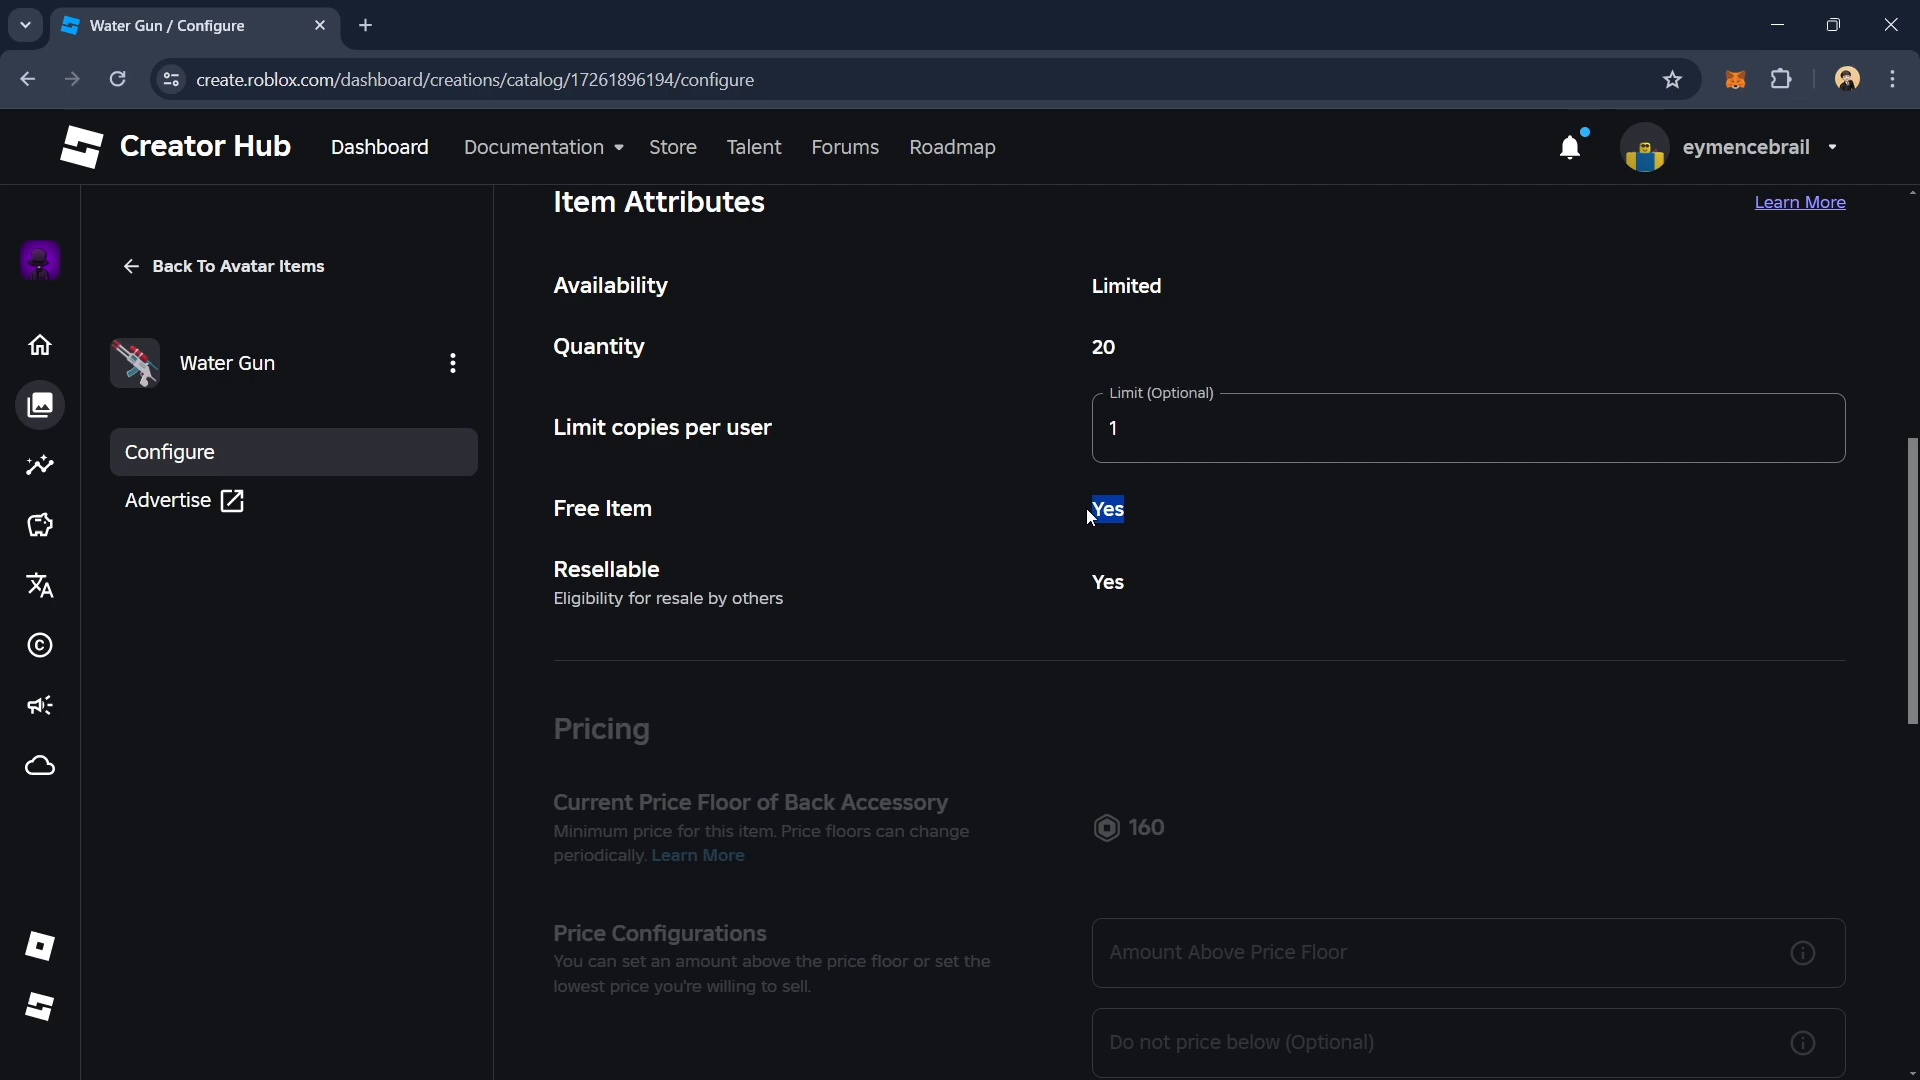 Water Gun / Configure
create.roblox.com/dashboard/creations/catalog/17261896194/configure
Creator Hub
Dashboard
Documentation
Store
Talent
Forums
Roadmap
eymencebrail
Back To Avatar Items
Water Gun
Configure
Advertise
Item Attributes
Learn More
Availability
Limited
Quantity
20
Limit copies per user
Limit (Optional)
1
Free Item
Yes
Resellable
Eligibility for resale by others
Yes
Pricing
Current Price Floor of Back Accessory
Minimum price for this item. Price floors can change
periodically. Learn More
160
Price Configurations
You can set an amount above the price floor or set the
lowest price you're willing to sell.
Amount Above Price Floor
Do not price below (Optional)